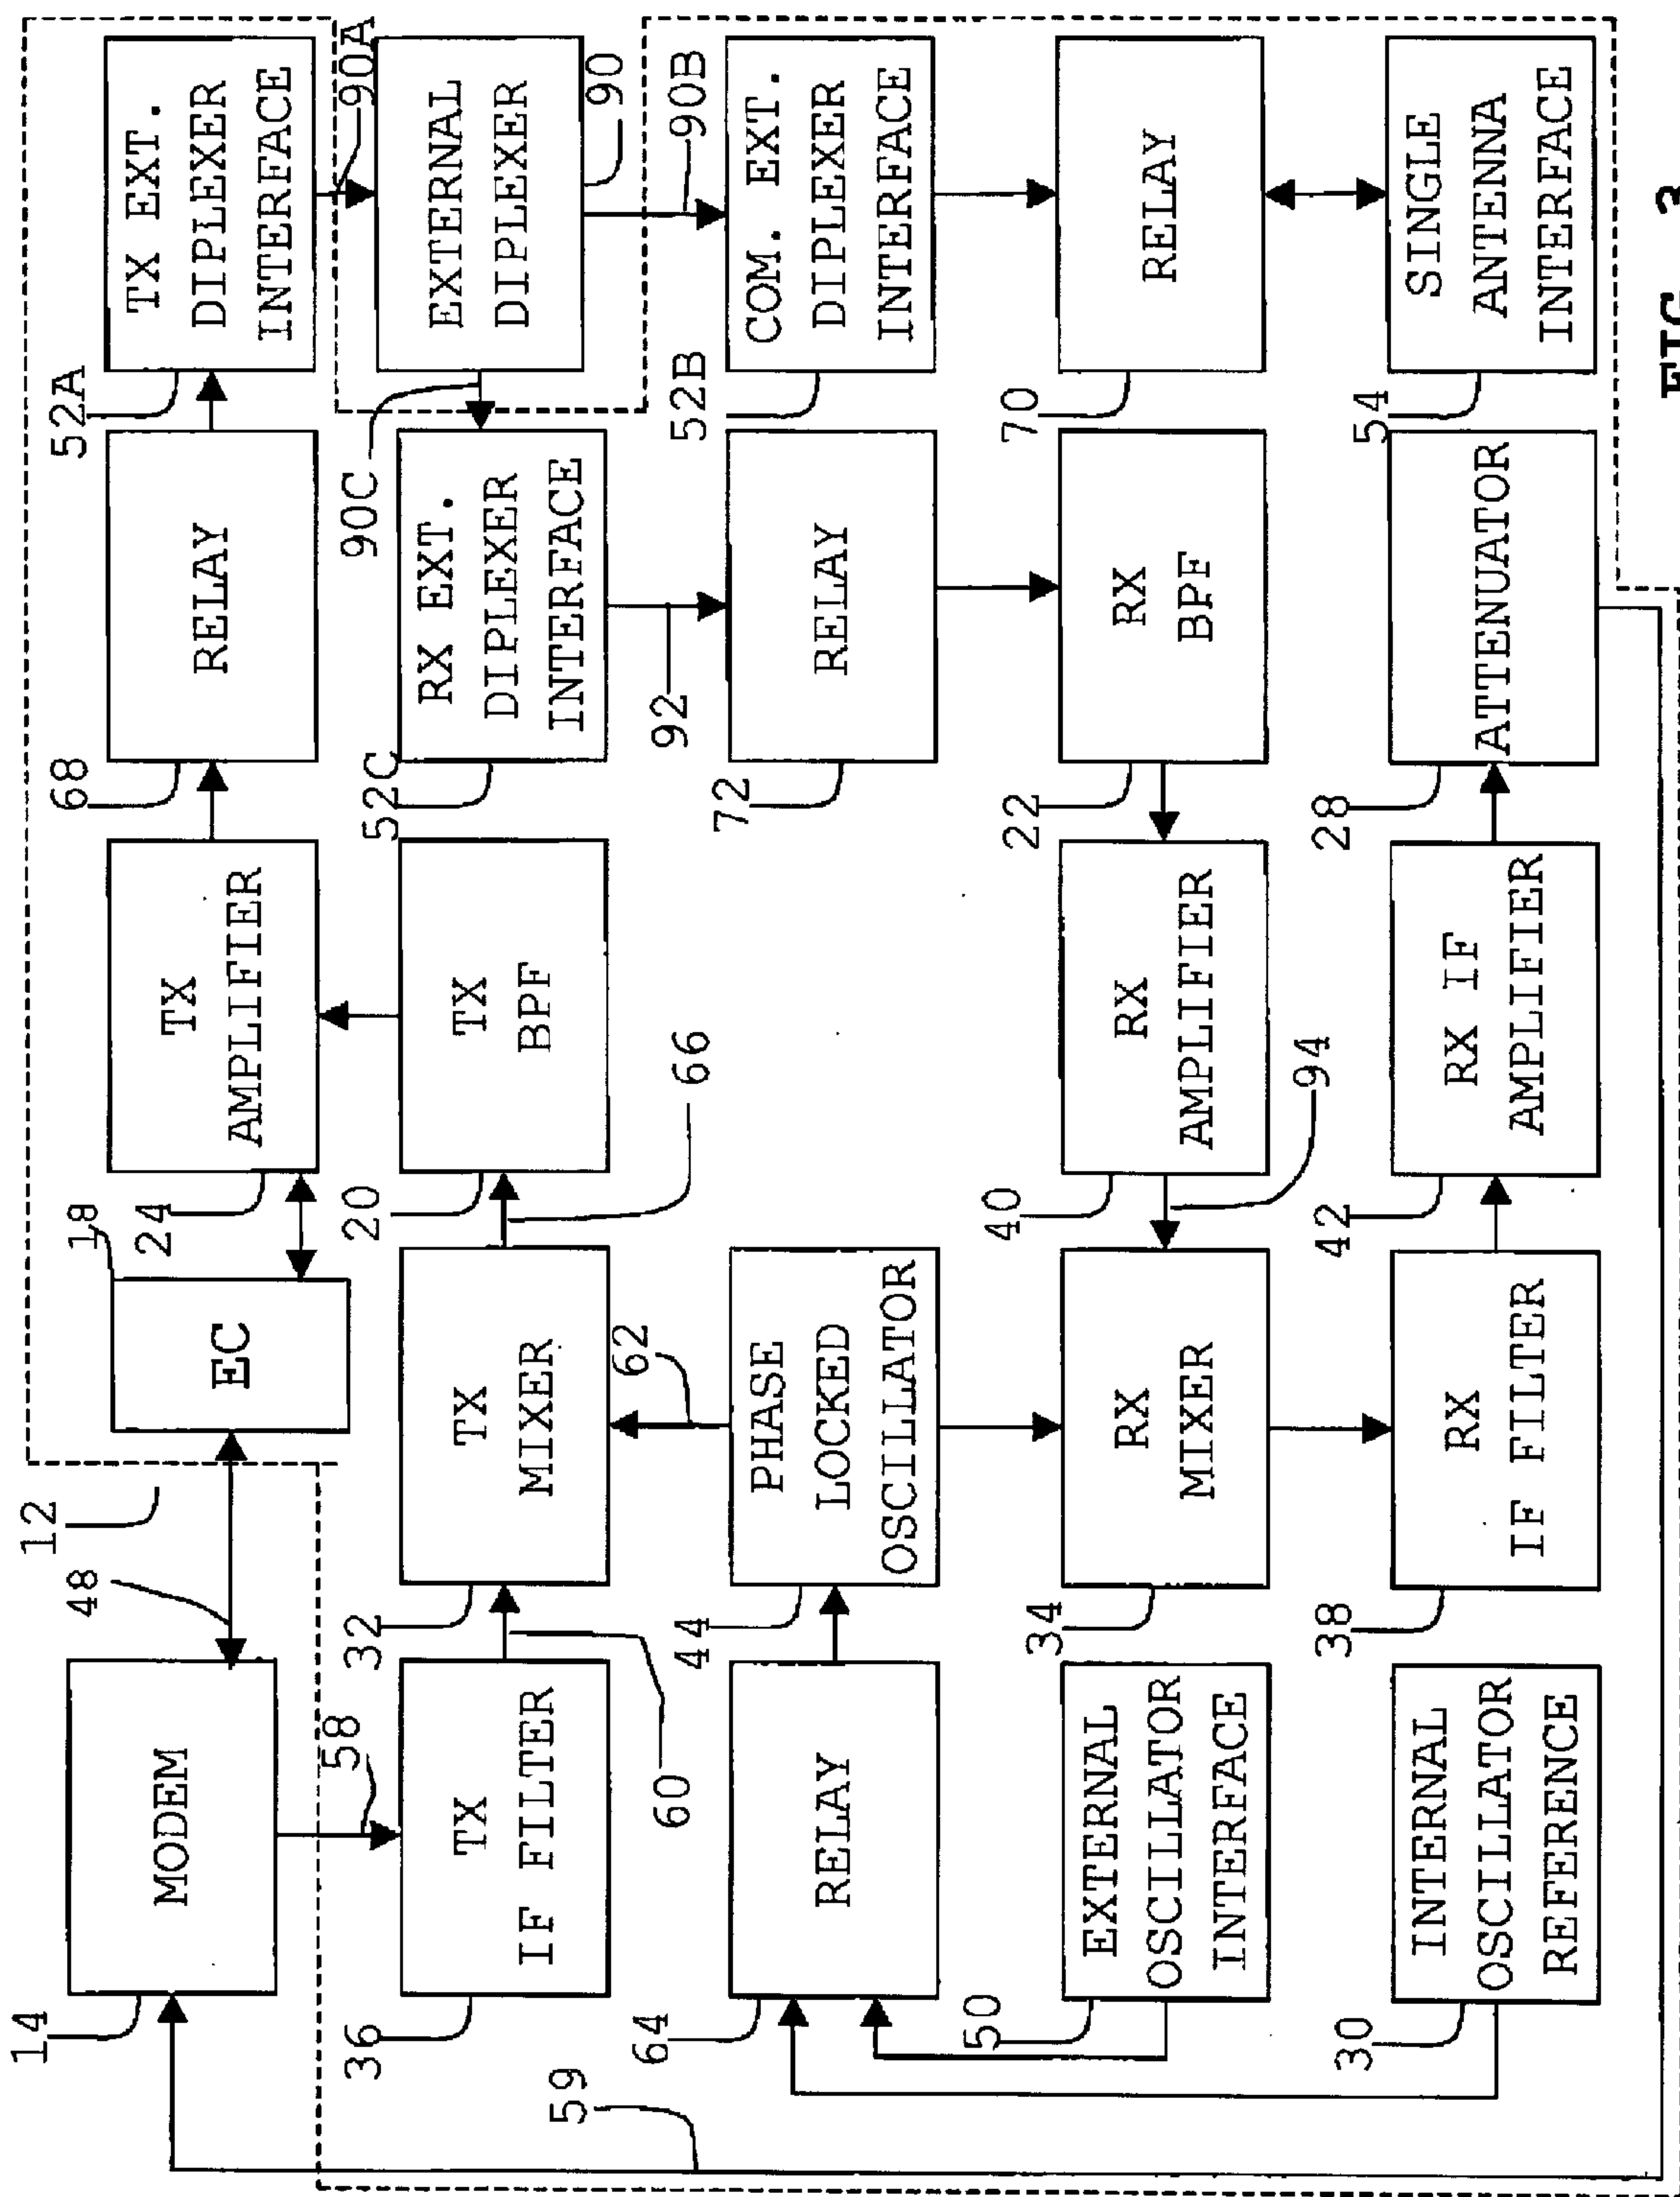 14
MODEM
48
12
18
EC
24
TX
AMPLIFIER
68
RELAY
52A
TX EXT.
DIPLEXER
INTERFACE
90A
58
36
TX
IF FILTER
60
32
TX
MIXER
66
20
TX
BPF
52C
RX EXT.
DIPLEXER
INTERFACE
90C
EXTERNAL
DIPLEXER
90
59
64
RELAY
44
PHASE
LOCKED
OSCILLATOR
62
72
RELAY
92
52B
COM. EXT.
DIPLEXER
INTERFACE
90B
50
EXTERNAL
OSCILLATOR
INTERFACE
34
RX
MIXER
94
40
RX
AMPLIFIER
22
RX
BPF
70
RELAY
30
INTERNAL
OSCILLATOR
REFERENCE
38
RX
IF FILTER
42
RX IF
AMPLIFIER
28
ATTENUATOR
54
SINGLE
ANTENNA
INTERFACE
FIG. 3